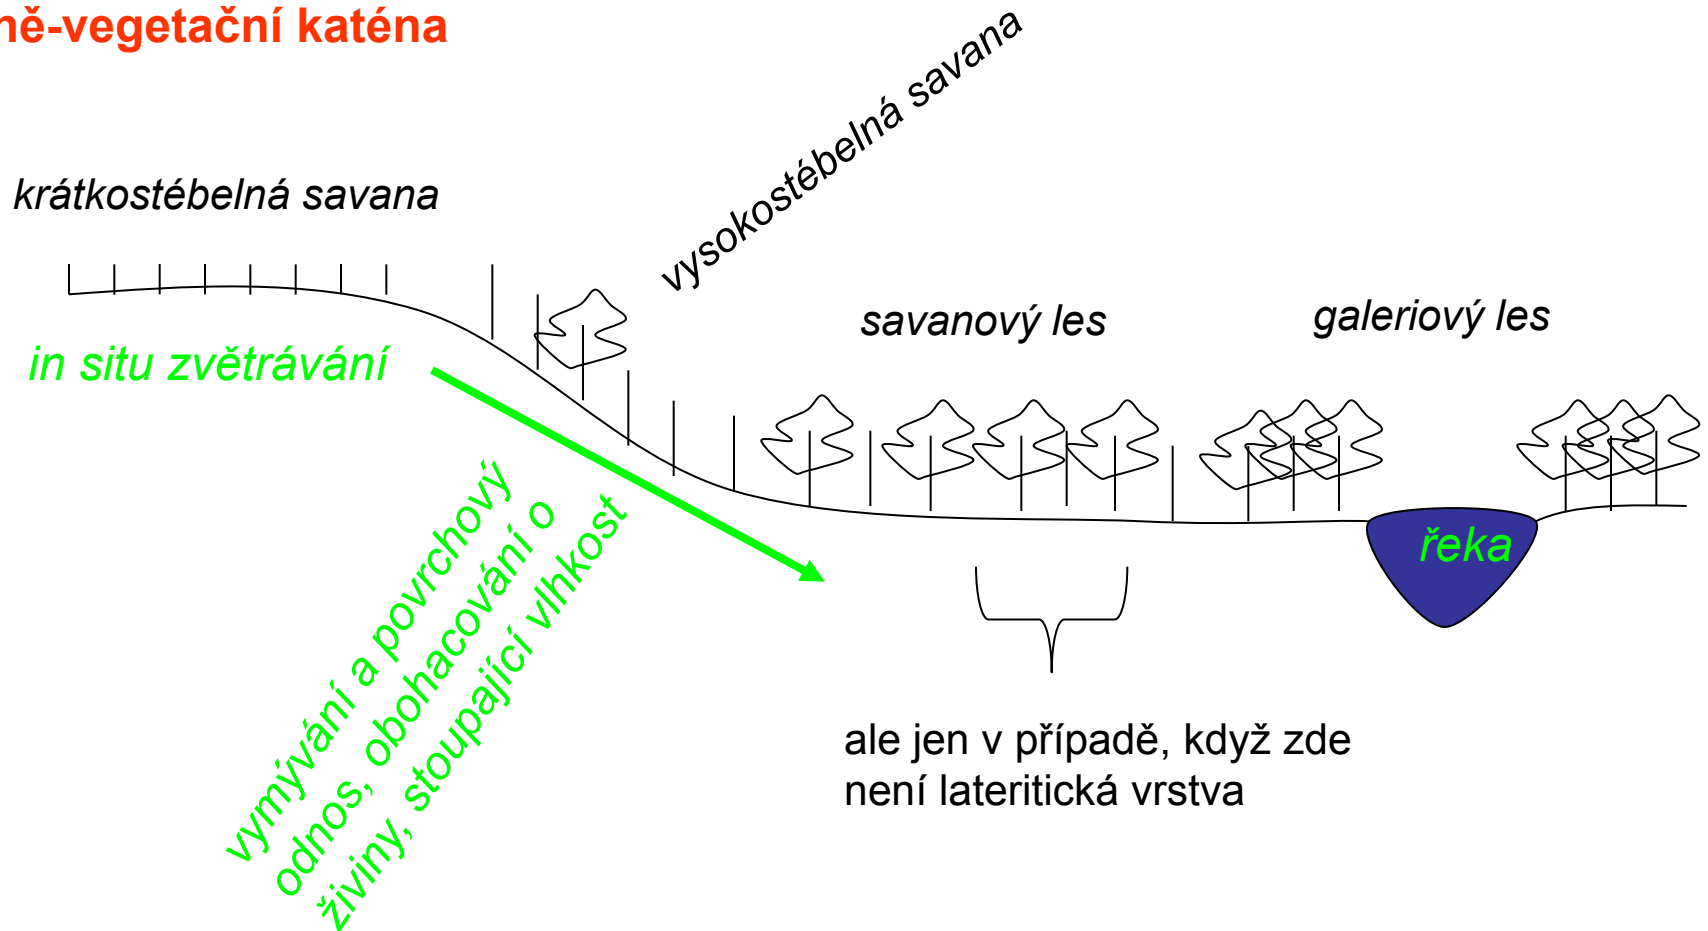 ně-vegetační katéna
krátkostébelná savana
vysokostébelná savana
savanový les
galeriový les
in situ zvětrávání
vymývání a povrchový
odnos, obohacování o
živiny, stoupající vlhkost
řeka
ale jen v případě, když zde
není lateritická vrstva